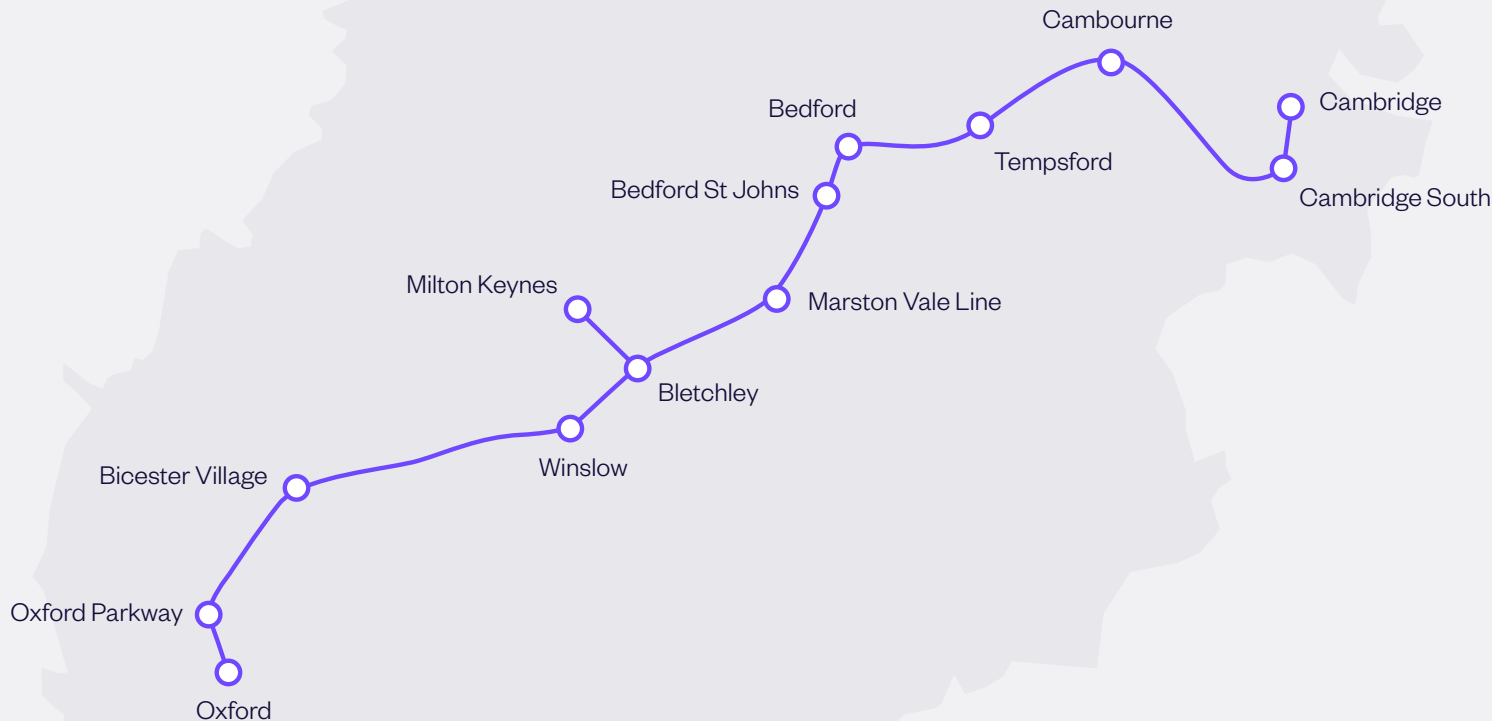 Cambourne
Cambridge
Bedford
Tempsford
Bedford St Johns
Cambridge South
Milton Keynes
Marston Vale Line
Bletchley
Winslow
Bicester Village
Oxford Parkway
Oxford